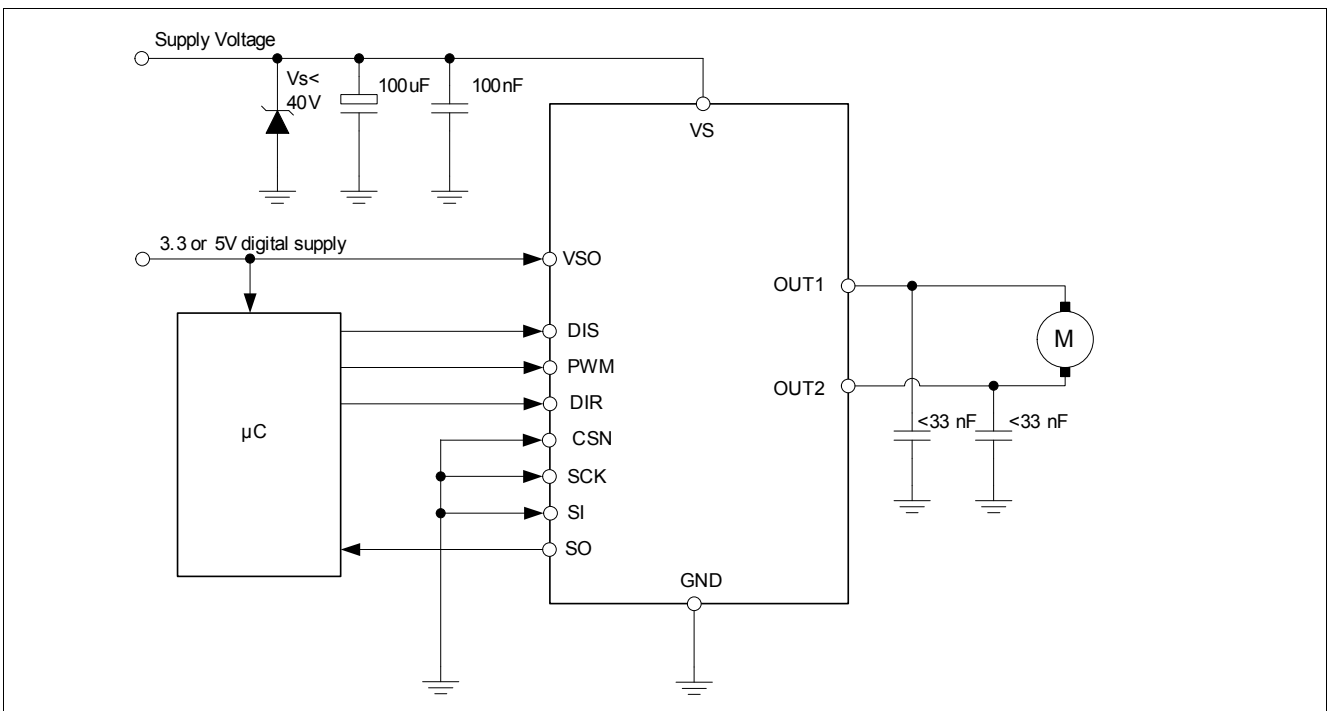 Supply Voltage
Vs<
40V
100uF
100nF
VS
3.3 or 5V digital supply
VSO
OUT1
DIS
M
PWM
OUT2
DIR
µC
<33 nF
<33 nF
CSN
SCK
SI
SO
GND